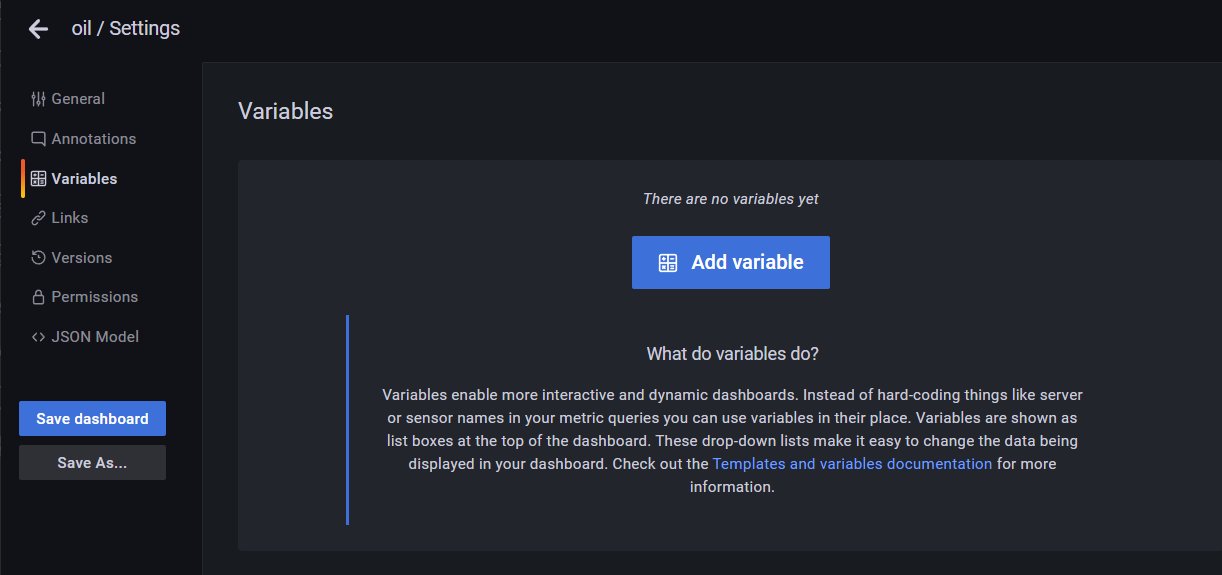 oil / Settings
General
Annotations
Variables
Links
Versions
Permissions
JSON Model
Save dashboard
Save As...
Variables
There are no variables yet
Add variable
What do variables do?
Variables enable more interactive and dynamic dashboards. Instead of hard-coding things like server
or sensor names in your metric queries you can use variables in their place. Variables are shown as
list boxes at the top of the dashboard. These drop-down lists make it easy to change the data being
displayed in your dashboard. Check out the Templates and variables documentation for more
information.